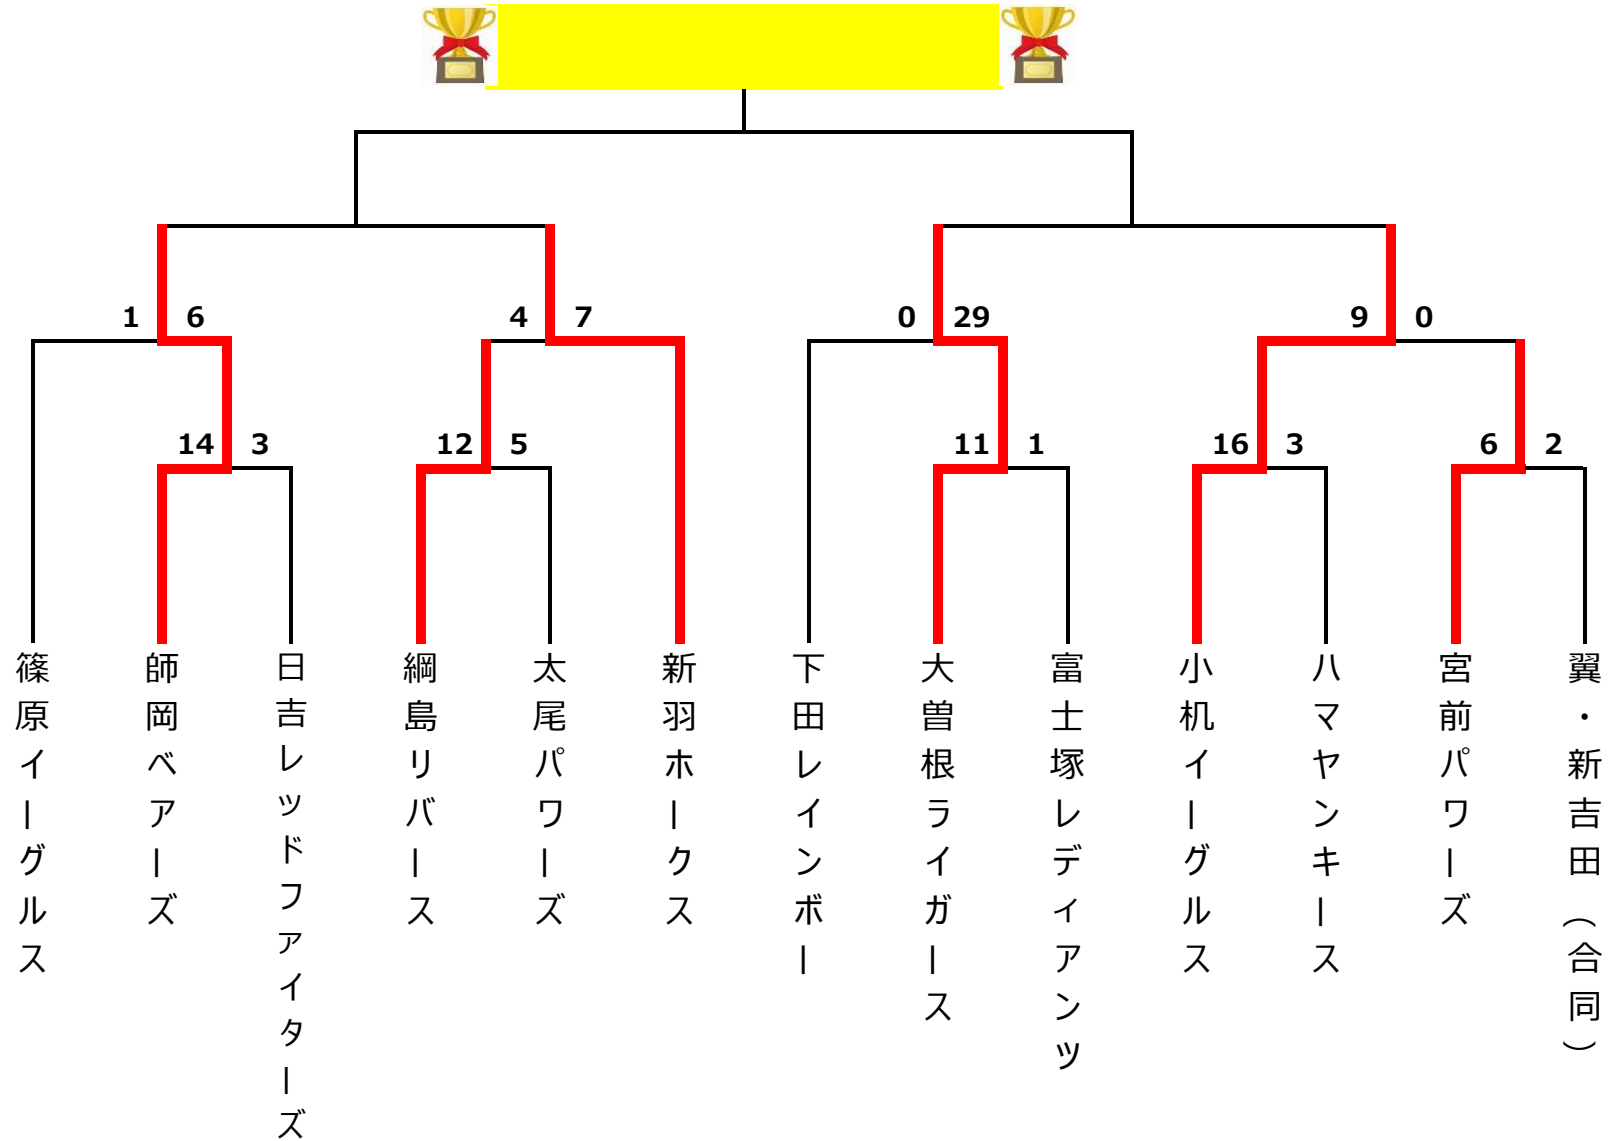 1 6 4 7 0 29 9 0
14 3 12 5 11 1 16 3 6 2
篠原イーグルス
師岡ベアーズ
日吉レッドファイターズ
綱島リバース
太尾パワーズ
新羽ホークス
下田レインボー
大曽根ライガース
富士塚レディアンツ
小机イーグルス
ハマヤンキース
宮前パワーズ
翼・新吉田（合同）